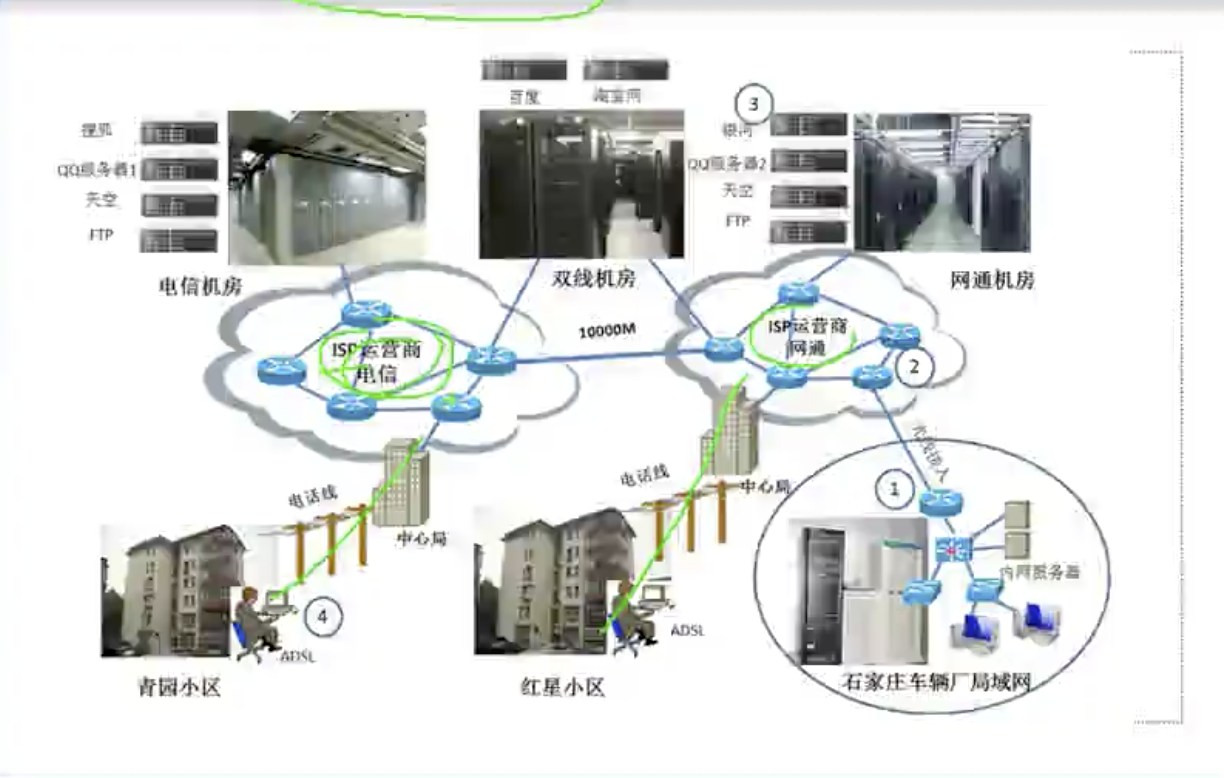 百度
淘宝网
3
搜狐
银河
QQ服务器1
QQ服务器2
天空
天空
FTP
FTP
电信机房
双线机房
网通机房
10000M
ISP运营商
电信
ISP运营商
网通
2
光纤接入
1
电话线
中心局
电话线
中心局
内网服务器
4
ADSL
ADSL
青园小区
红星小区
石家庄车辆厂局域网